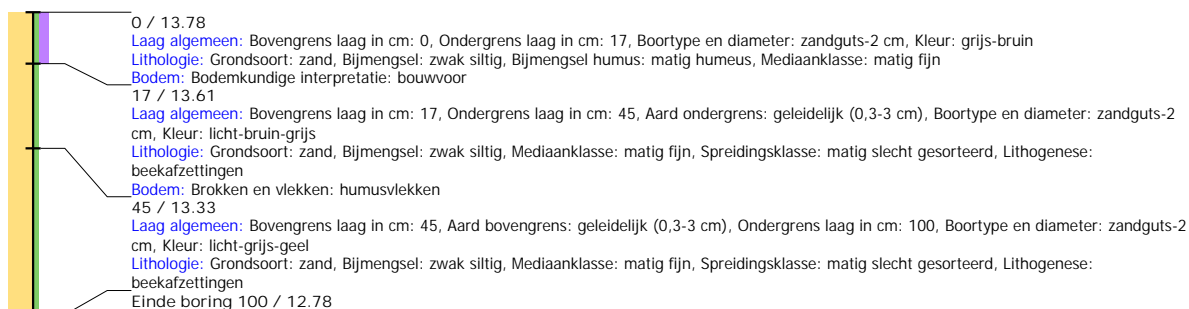 0 / 13.78
Laag algemeen: Bovengrens laag in cm: 0, Ondergrens laag in cm: 17, Boortype en diameter: zandguts-2 cm, Kleur: grijs-bruin
Lithologie: Grondsoort: zand, Bijmengsel: zwak siltig, Bijmengsel humus: matig humeus, Mediaanklasse: matig fijn
Bodem: Bodemkundige interpretatie: bouwvoor
17 / 13.61
Laag algemeen: Bovengrens laag in cm: 17, Ondergrens laag in cm: 45, Aard ondergrens: geleidelijk (0,3-3 cm), Boortype en diameter: zandguts-2
cm, Kleur: licht-bruin-grijs
Lithologie: Grondsoort: zand, Bijmengsel: zwak siltig, Mediaanklasse: matig fijn, Spreidingsklasse: matig slecht gesorteerd, Lithogenese:
beekafzettingen
Bodem: Brokken en vlekken: humusvlekken
45 / 13.33
Laag algemeen: Bovengrens laag in cm: 45, Aard bovengrens: geleidelijk (0,3-3 cm), Ondergrens laag in cm: 100, Boortype en diameter: zandguts-2
cm, Kleur: licht-grijs-geel
Lithologie: Grondsoort: zand, Bijmengsel: zwak siltig, Mediaanklasse: matig fijn, Spreidingsklasse: matig slecht gesorteerd, Lithogenese:
beekafzettingen
Einde boring 100 / 12.78